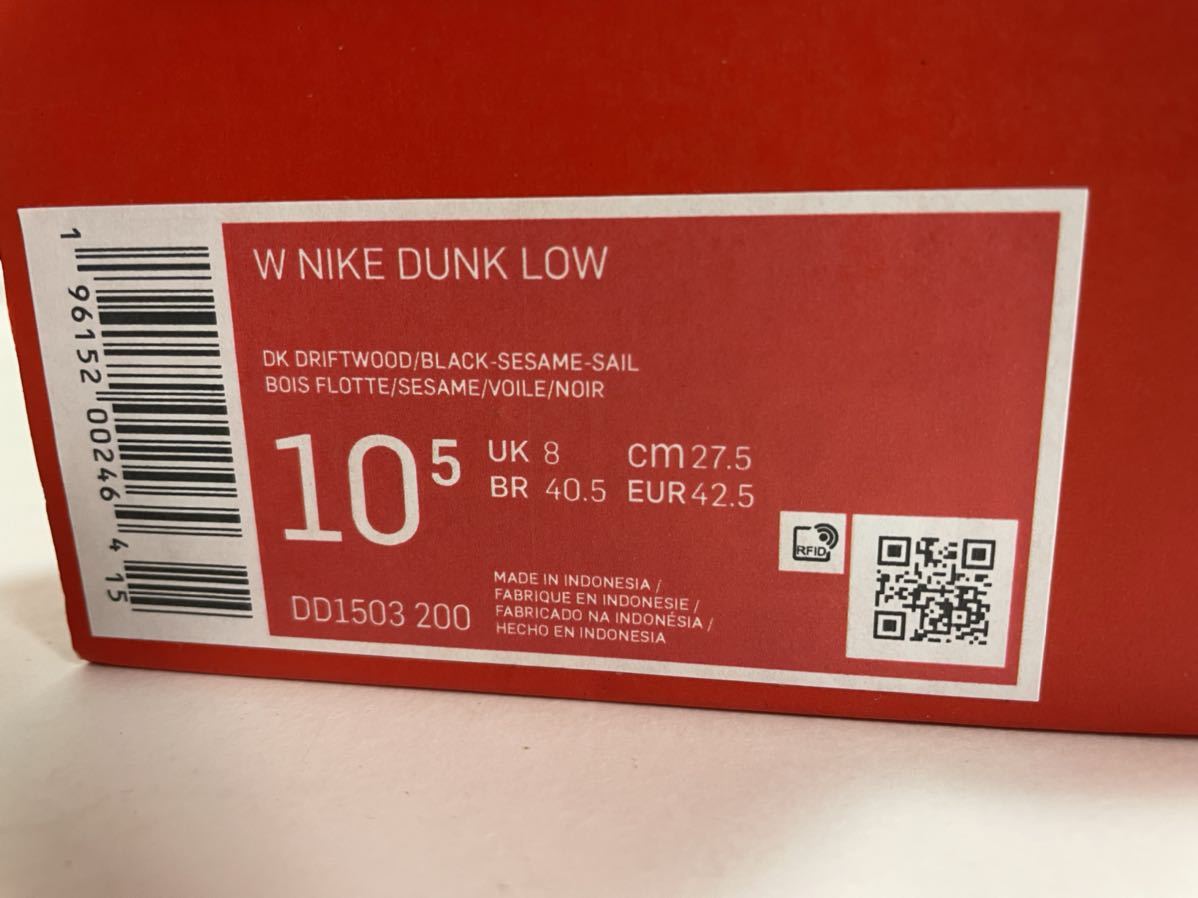 W NIKE DUNK LOW
DK DRIFTWOOD/BLACK-SESAME-SAIL
BOIS FLOTTE/SESAME/VOILE/NOIR
10 5
UK 8 cm 27.5
BR 40.5 EUR 42.5
RFID
MADE IN INDONESIA /
FABRIQUE EN INDONESIE /
FABRICADO NA INDONÉSIA /
HECHO EN INDONESIA
DD1503 200
1 96152 00246 4 15